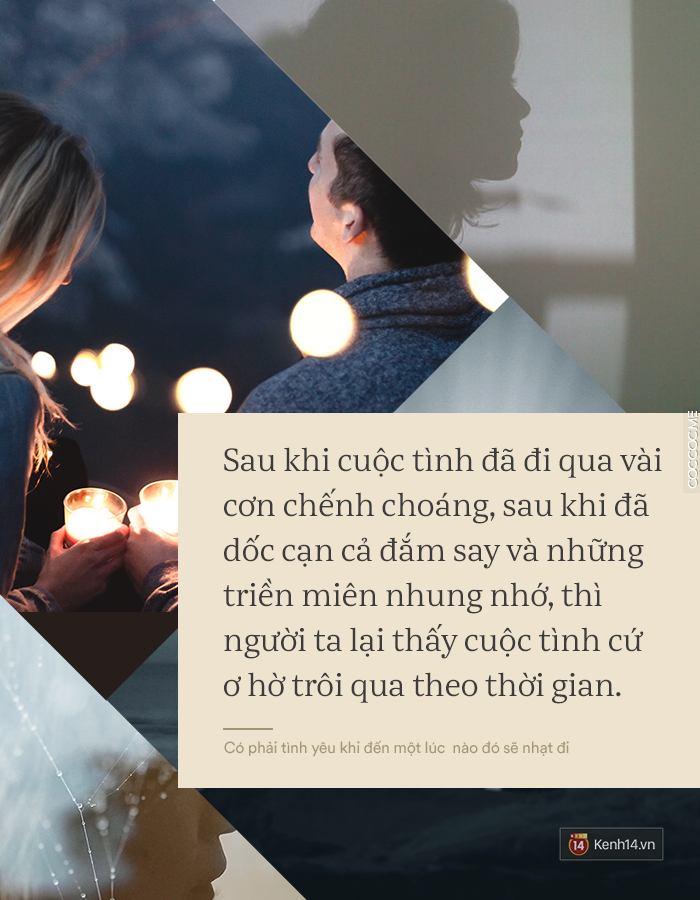 Sau khi cuộc tình đã đi qua vài
cơn chếnh choáng, sau khi đã
dốc cạn cả đắm say và những
triền miên nhung nhớ, thì
người ta lại thấy cuộc tình cứ
ơ hờ trôi qua theo thời gian.
Có phải tình yêu khi đến một lúc nào đó sẽ nhạt đi
14 Kenh14.vn
COCCOCME